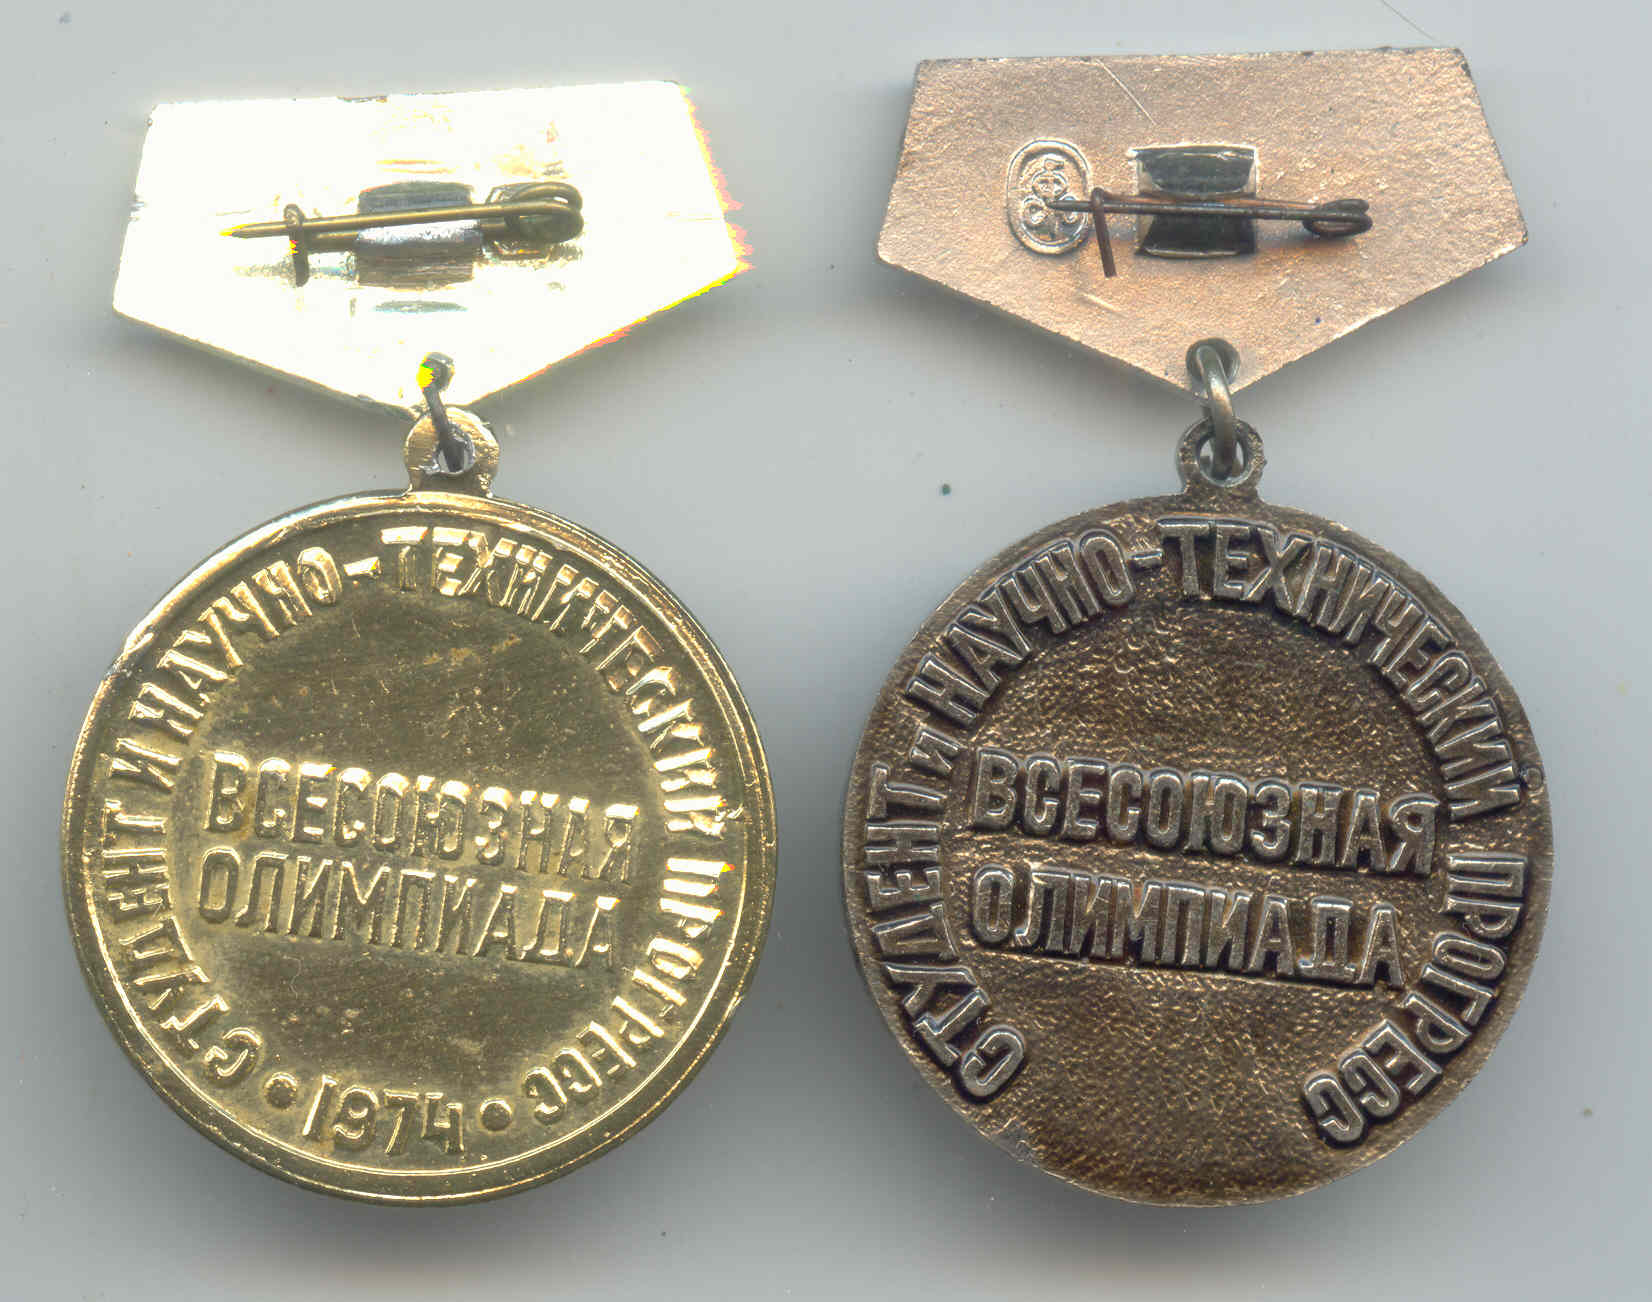 СТУДЕНТ И НАУЧНО-ТЕХНИЧЕСКИЙ ПРОГРЕСС
ВСЕСОЮЗНАЯ
ОЛИМПИАДА
• 1974 •
СТУДЕНТ и НАУЧНО-ТЕХНИЧЕСКИЙ ПРОГРЕСС
ВСЕСОЮЗНАЯ
ОЛИМПИАДА